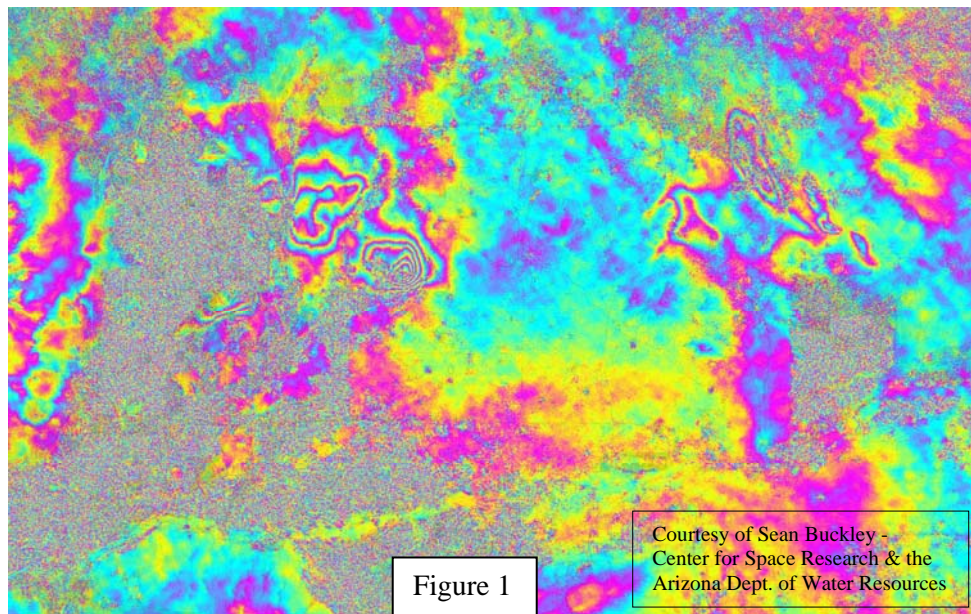 Figure 1
Courtesy of Sean Buckley -
Center for Space Research & the
Arizona Dept. of Water Resources